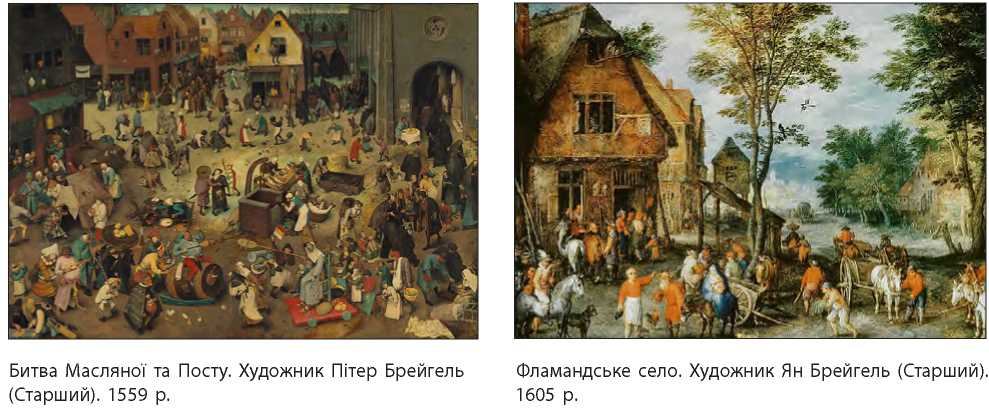 Битва Масляної та Посту. Художник Пітер Брейгель
(Старший). 1559 р.
Фламандське село. Художник Ян Брейгель (Старший).
1605 р.